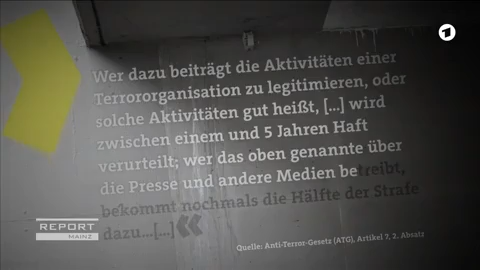 1
Wer dazu beiträgt die Aktivitäten einer
Terrororganisation zu legitimieren, oder
solche Aktivitäten gut heißt, [...] wird
zwischen einem und 5 Jahren Haft
verurteilt; wer das oben genannte über
die Presse und andere Medien betreibt,
bekommt nochmals die Hälfte der Strafe
dazu...[...]«
REPORT
MAINZ
Quelle: Anti-Terror-Gesetz (ATG), Artikel 7, 2. Absatz